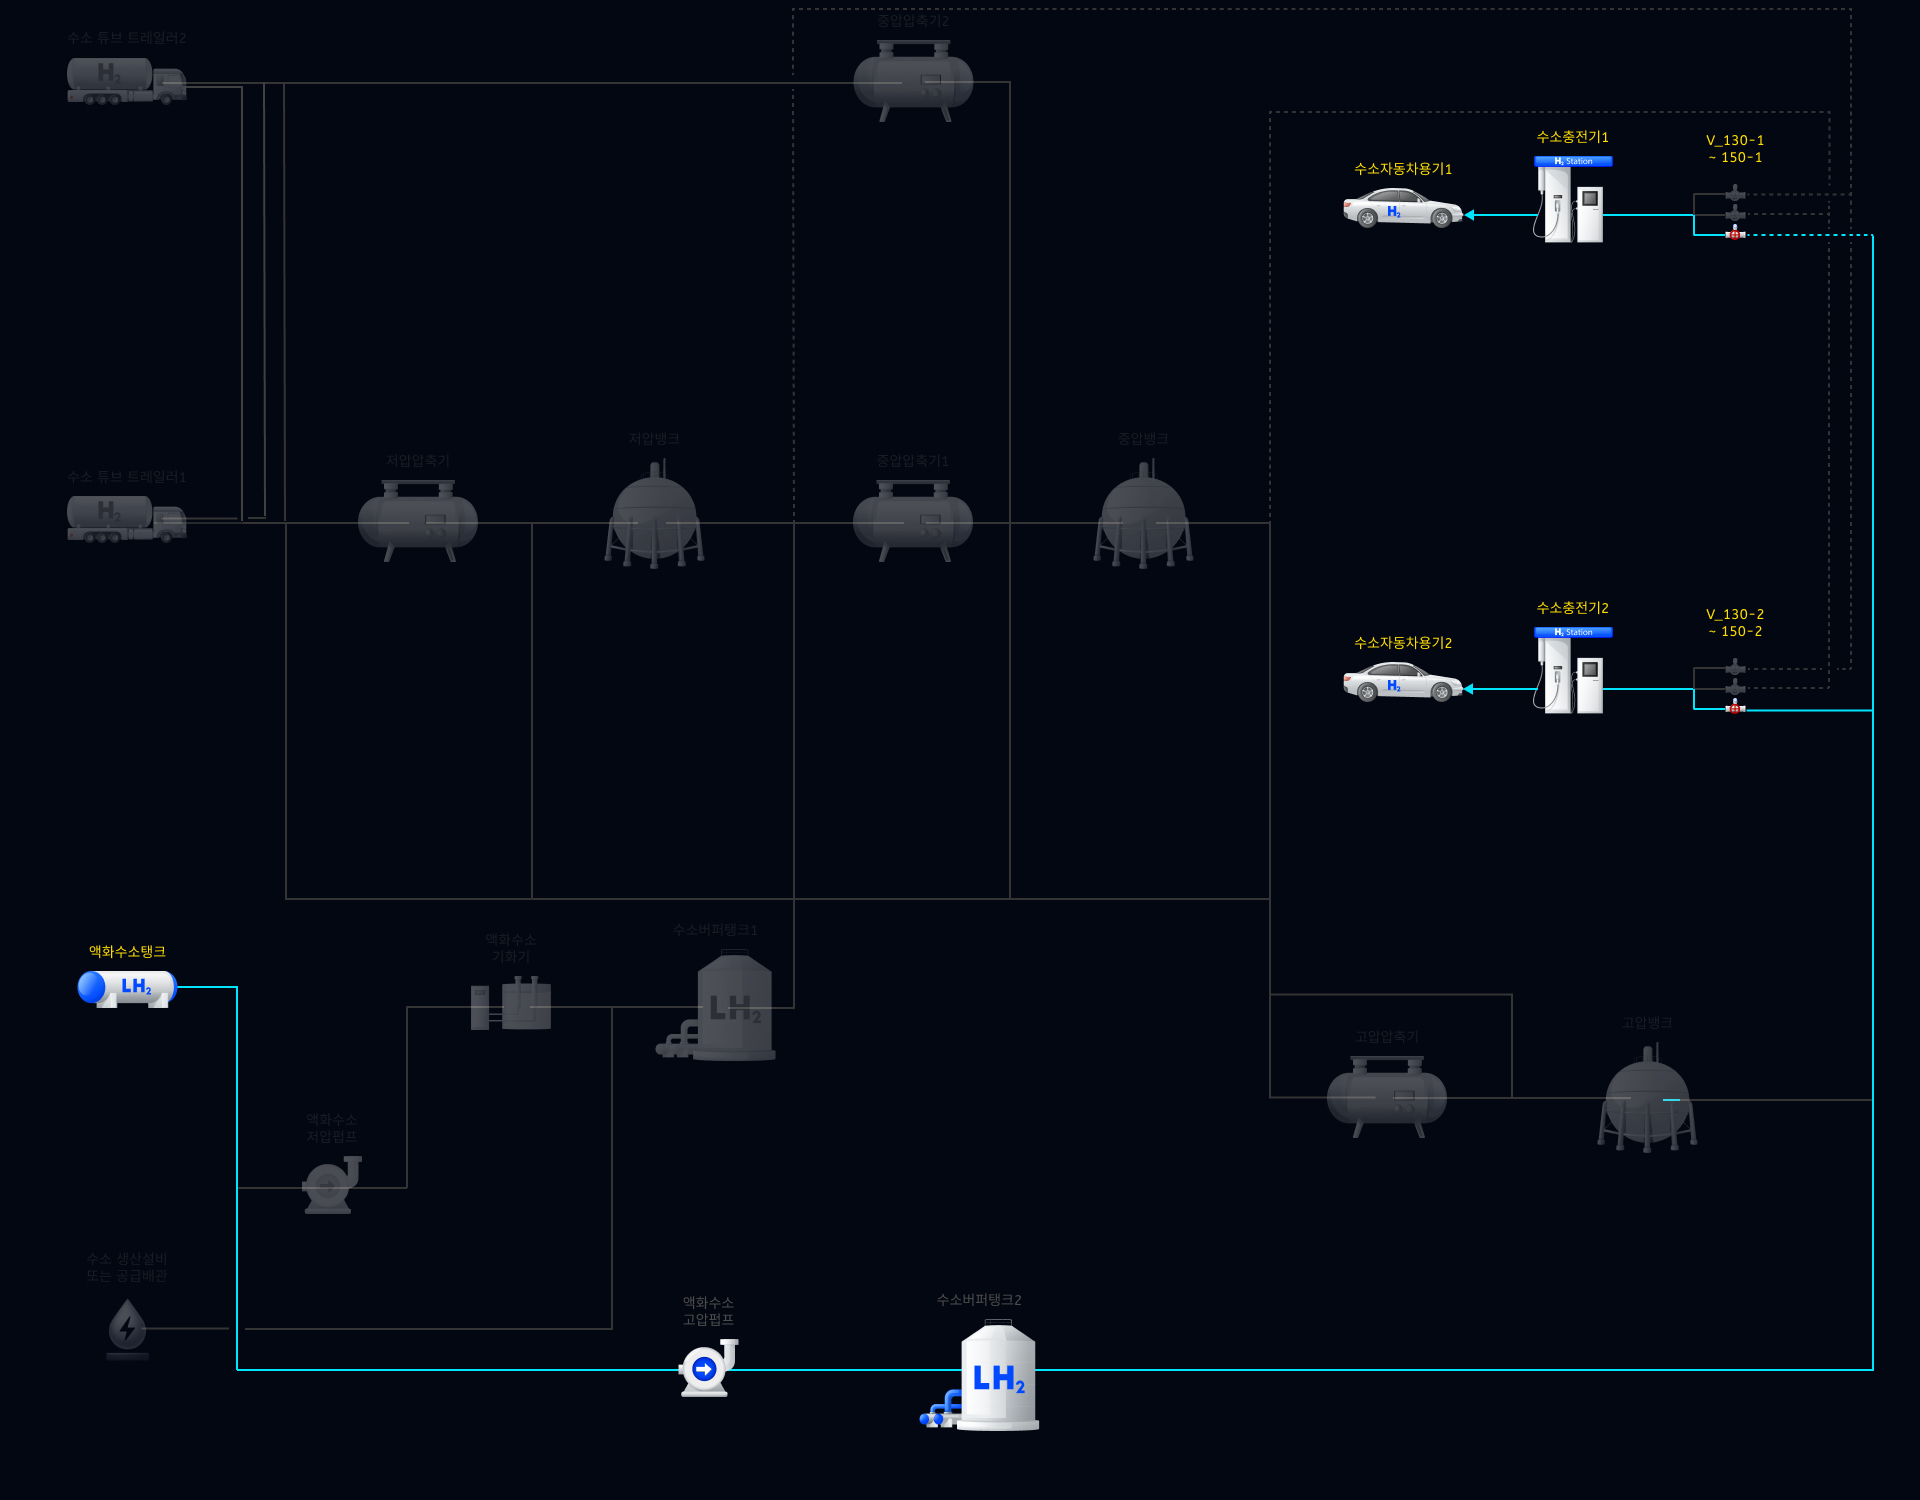 중압압축기2
수소 튜브 트레일러2
H2
수소충전기1
V_130-1
~ 150-1
H2 Station
수소자동차용기1
H2
저압뱅크
중압뱅크
저압압축기
중압압축기1
수소 튜브 트레일러1
H2
수소충전기2
V_130-2
~ 150-2
H2 Station
수소자동차용기2
H2
수소버퍼탱크1
LH2
액화수소
기화기
액화수소탱크
LH2
고압뱅크
고압압축기
액화수소
저압펌프
수소 생산설비
또는 공급배관
액화수소
고압펌프
수소버퍼탱크2
LH2